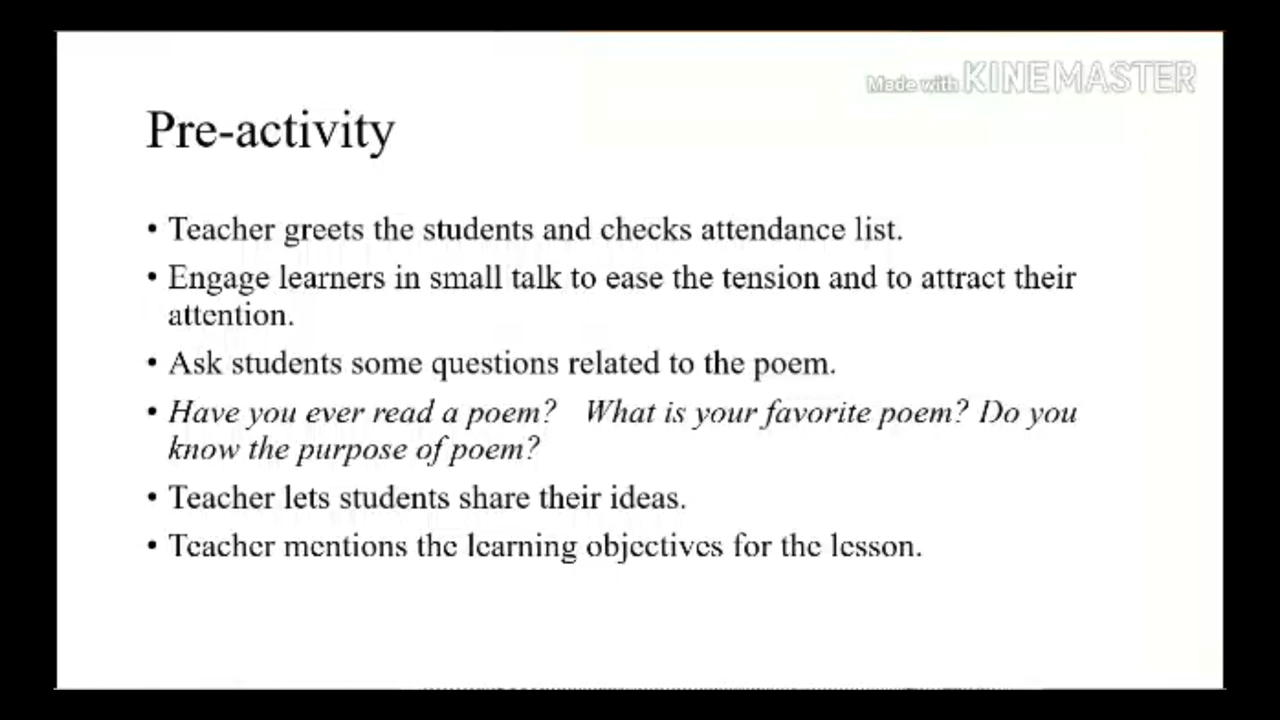 Made with KINEMASTER
Pre-activity
• Teacher greets the students and checks attendance list.
• Engage learners in small talk to ease the tension and to attract their
attention.
• Ask students some questions related to the poem.
• Have you ever read a poem? What is your favorite poem? Do you
know the purpose of poem?
• Teacher lets students share their ideas.
• Teacher mentions the learning objectives for the lesson.